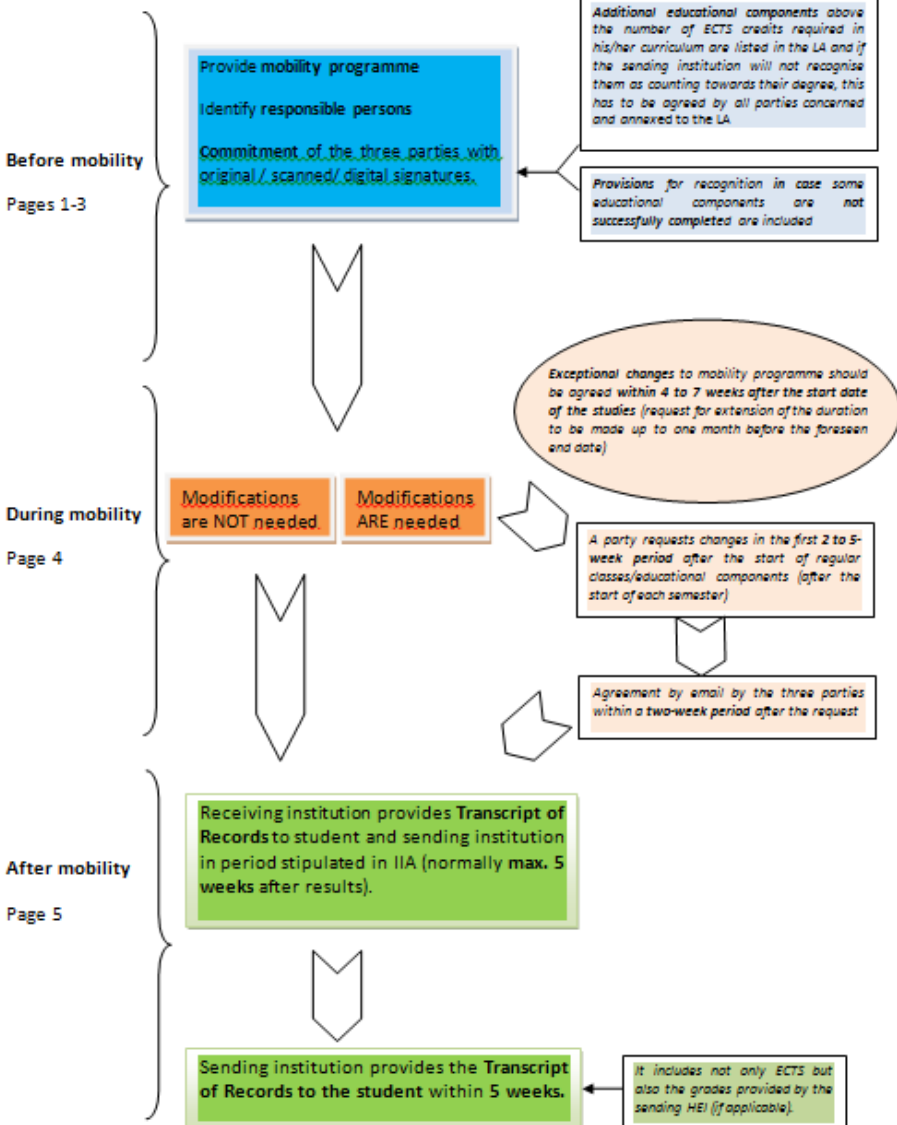 Additional educational components above
the number of ECTS credits required in
his/her curriculum are listed in the LA and if
the sending institution will not recognise
them as counting towards their degree, this
has to be agreed by all parties concerned
and annexed to the LA
Provide mobility programme
Identify responsible persons
Commitment of the three parties with
original / scanned/ digital signatures.
Before mobility
Pages 1-3
Provisions for recognition in case some
educational components are not
successfully completed are included
Exceptional changes to mobility programme should
be agreed within 4 to 7 weeks after the start date
of the studies (request for extension of the duration
to be made up to one month before the foreseen
end date)
During mobility
Page 4
Modifications
are NOT needed
Modifications
ARE needed
A party requests changes in the first 2 to 5-
week period after the start of regular
classes/educational components (after the
start of each semester)
Agreement by email by the three parties
within a two-week period after the request
After mobility
Page 5
Receiving institution provides Transcript of
Records to student and sending institution
in period stipulated in IIA (normally max. 5
weeks after results).
Sending institution provides the Transcript
of Records to the student within 5 weeks.
It includes not only ECTS but
also the grades provided by the
sending HEI (if applicable).